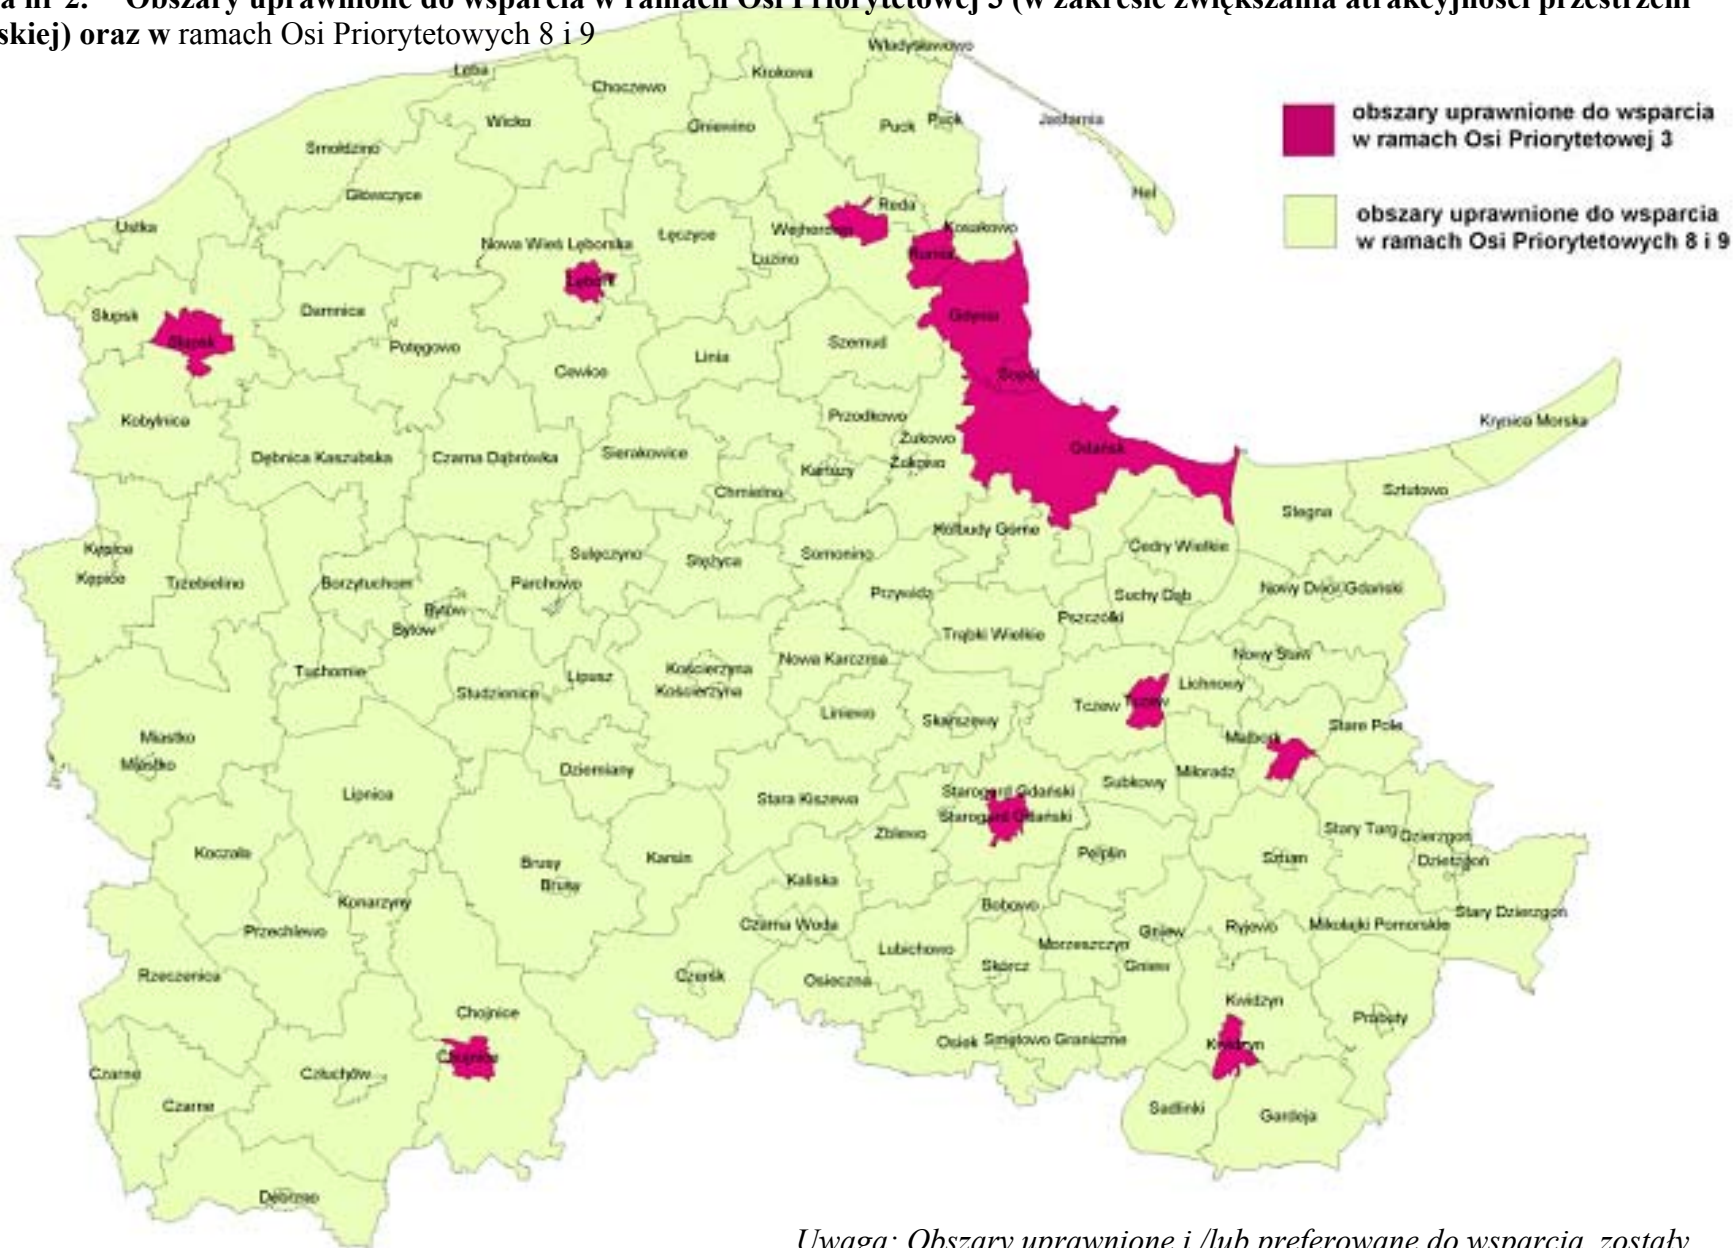 a nr 2. Obszary uprawnione do wsparcia w ramach Osi Priorytetowej 3 (w zakresie zwiększania atrakcyjności przestrzeni
skiej) oraz w ramach Osi Priorytetowych 8 i 9
Władysławowo
Łeba
Choczewo
Krokowa
Wicko
Gniewino
Puck
Puck
Jastarnia
obszary uprawnione do wsparcia
w ramach Osi Priorytetowej 3
Smołdzino
Główczyce
Hel
Reda
obszary uprawnione do wsparcia
w ramach Osi Priorytetowych 8 i 9
Ustka
Nowa Wieś Lęborska
Łęczyce
Wejherowo
Kosakowo
Luzino
Rumia
Lębork
Słupsk
Damnica
Gdynia
Słupsk
Potęgowo
Cewice
Linia
Szemud
Sopot
Kobylnica
Przodkowo
Krynica Morska
Dębnica Kaszubska
Czarna Dąbrówka
Sierakowice
Żukowo
Żukowo
Gdańsk
Kartuzy
Chmielno
Sztutowo
Stegna
Kolbudy Górne
Kępice
Kępice
Trzebielino
Borzytuchom
Parchowo
Sulęczyno
Stężyca
Somonino
Cedry Wielkie
Przywidz
Suchy Dąb
Nowy Dwór Gdański
Bytów
Bytów
Pszczółki
Trąbki Wielkie
Tuchomie
Studzienice
Lipusz
Kościerzyna
Kościerzyna
Nowa Karczma
Nowy Staw
Lichnowy
Liniewo
Skarszewy
Tczew
Tczew
Miastko
Miastko
Malbork
Stare Pole
Dziemiany
Lipnica
Stara Kiszewa
Starogard Gdański
Starogard Gdański
Subkowy
Miłoradz
Koczała
Brusy
Brusy
Karsin
Zblewo
Pelplin
Sztum
Stary Targ
Dzierzgoń
Dzierzgoń
Konarzyny
Kaliska
Przechlewo
Czarna Woda
Bobowo
Lubichowo
Morzeszczyn
Gniew
Gniew
Ryjewo
Mikołajki Pomorskie
Stary Dzierzgoń
Rzeczenica
Czersk
Osieczna
Skórcz
Chojnice
Chojnice
Kwidzyn
Kwidzyn
Prabuty
Osiek
Smętowo Graniczne
Czarne
Czarne
Człuchów
Sadlinki
Gardeja
Debrzno
Uwaga: Obszary uprawnione i /lub preferowane do wsparcia zostały